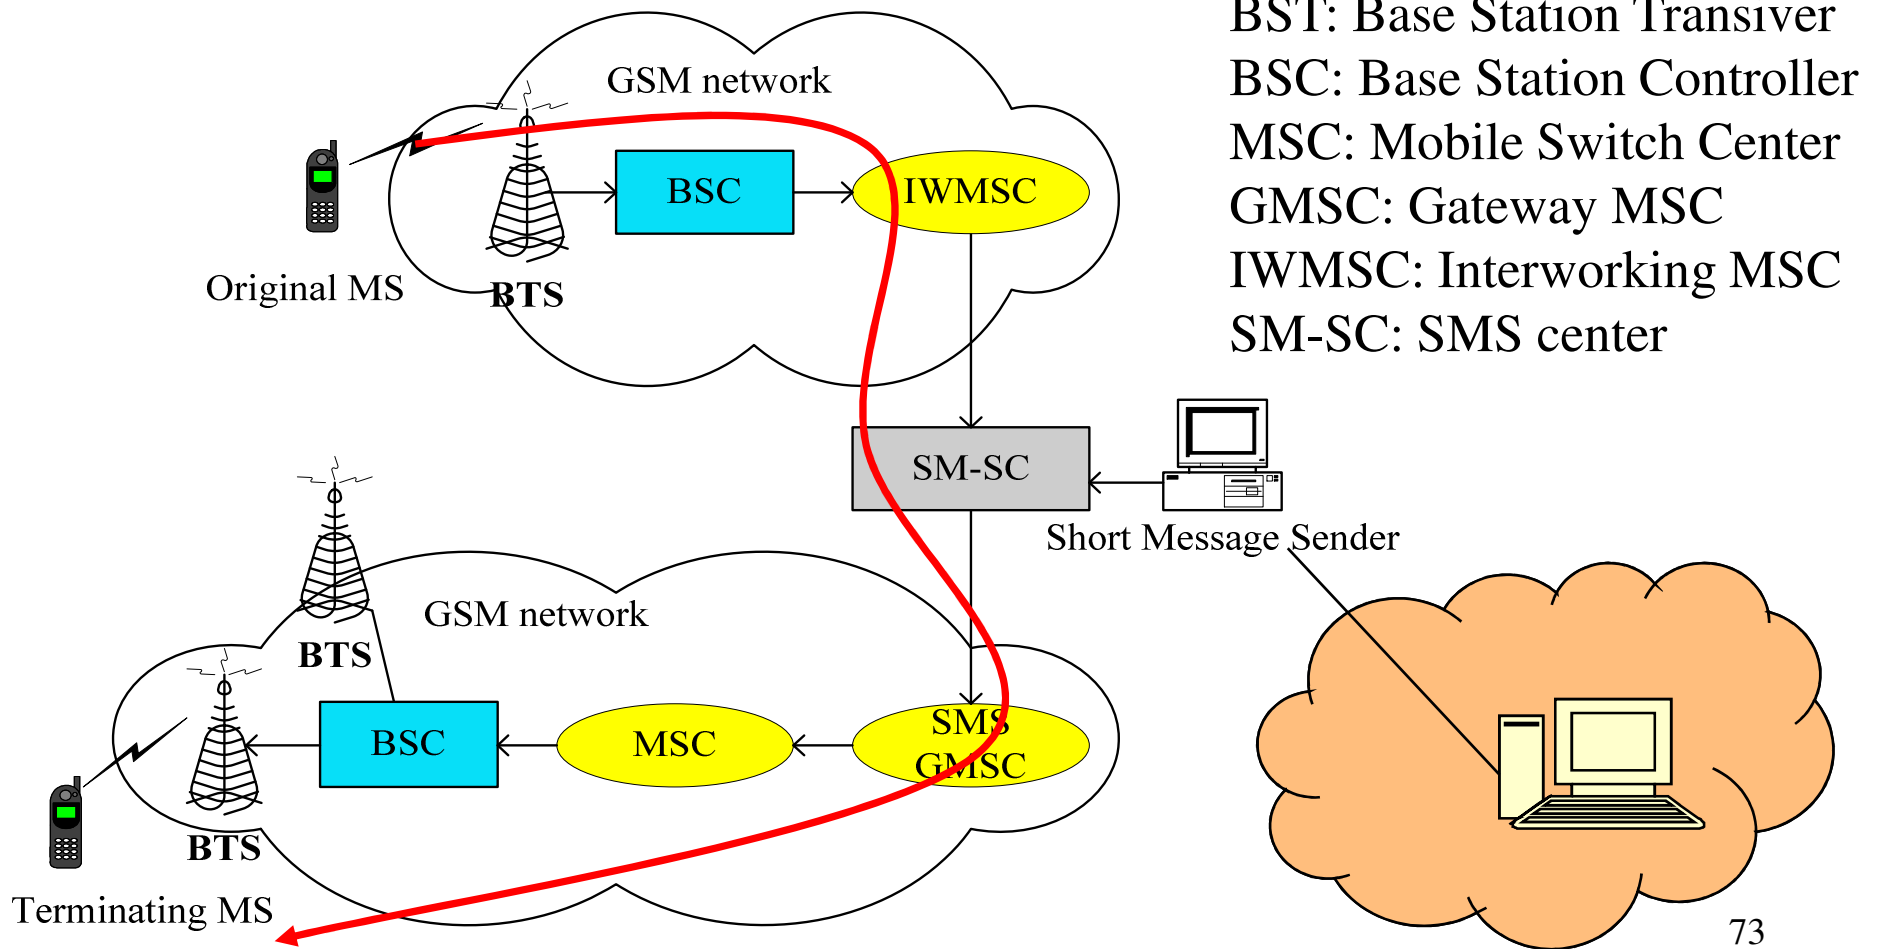 BST: Base Station Transiver
BSC: Base Station Controller
MSC: Mobile Switch Center
GMSC: Gateway MSC
IWMSC: Interworking MSC
SM-SC: SMS center
GSM network
BSC
IWMSC
Original MS
BTS
SM-SC
Short Message Sender
GSM network
BTS
BSC
MSC
SMS
GMSC
BTS
Terminating MS
73